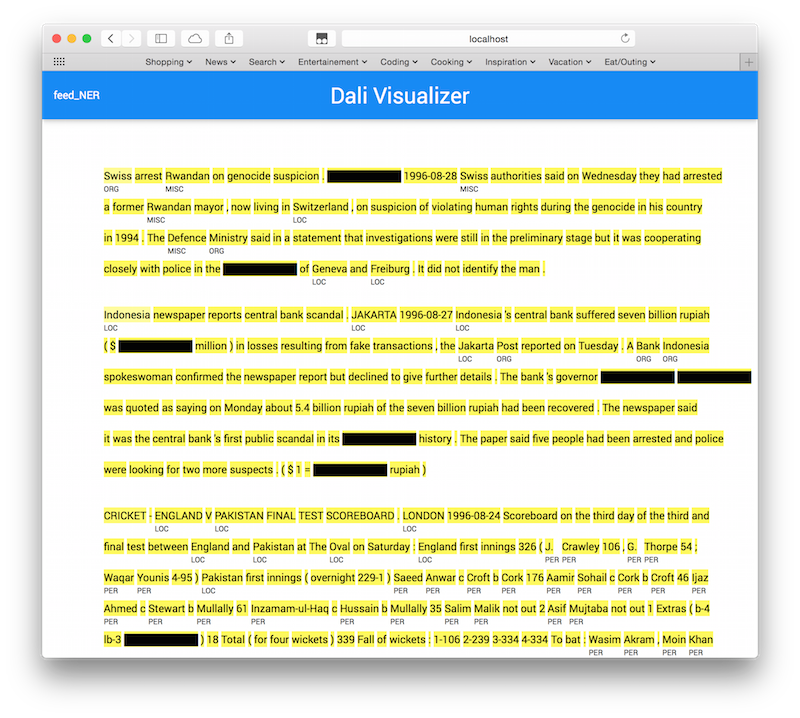 localhost
Shopping News Search Entertainement Coding Cooking Inspiration Vacation Eat/Outing
feed_NER Dali Visualizer
Swiss arrest Rwandan on genocide suspicion . 1996-08-28 Swiss authorities said on Wednesday they had arrested
ORG MISC MISC
a former Rwandan mayor , now living in Switzerland , on suspicion of violating human rights during the genocide in his country
MISC LOC
in 1994 . The Defence Ministry said in a statement that investigations were still in the preliminary stage but it was cooperating
MISC ORG
closely with police in the of Geneva and Freiburg . It did not identify the man .
LOC LOC
Indonesia newspaper reports central bank scandal . JAKARTA 1996-08-27 Indonesia 's central bank suffered seven billion rupiah
LOC LOC LOC
( $ million ) in losses resulting from fake transactions , the Jakarta Post reported on Tuesday . A Bank Indonesia
LOC ORG ORG ORG
spokeswoman confirmed the newspaper report but declined to give further details . The bank 's governor
was quoted as saying on Monday about 5.4 billion rupiah of the seven billion rupiah had been recovered . The newspaper said
it was the central bank 's first public scandal in its history . The paper said five people had been arrested and police
were looking for two more suspects . ( $ 1 = rupiah )
CRICKET - ENGLAND V PAKISTAN FINAL TEST SCOREBOARD . LONDON 1996-08-24 Scoreboard on the third day of the third and
LOC LOC LOC
final test between England and Pakistan at The Oval on Saturday : England first innings 326 ( J. Crawley 106 , G. Thorpe 54 ;
LOC LOC LOC LOC PER PER PER PER
Waqar Younis 4-95 ) Pakistan first innings ( overnight 229-1 ) Saeed Anwar c Croft b Cork 176 Aamir Sohail c Cork b Croft 46 Ijaz
PER PER LOC PER PER PER PER PER PER PER PER PER
Ahmed c Stewart b Mullally 61 Inzamam-ul-Haq c Hussain b Mullally 35 Salim Malik not out 2 Asif Mujtaba not out 1 Extras ( b-4
PER PER PER PER PER PER PER PER PER PER
lb-3 ) 18 Total ( for four wickets ) 339 Fall of wickets : 1-106 2-239 3-334 4-334 To bat : Wasim Akram , Moin Khan
PER PER PER PER